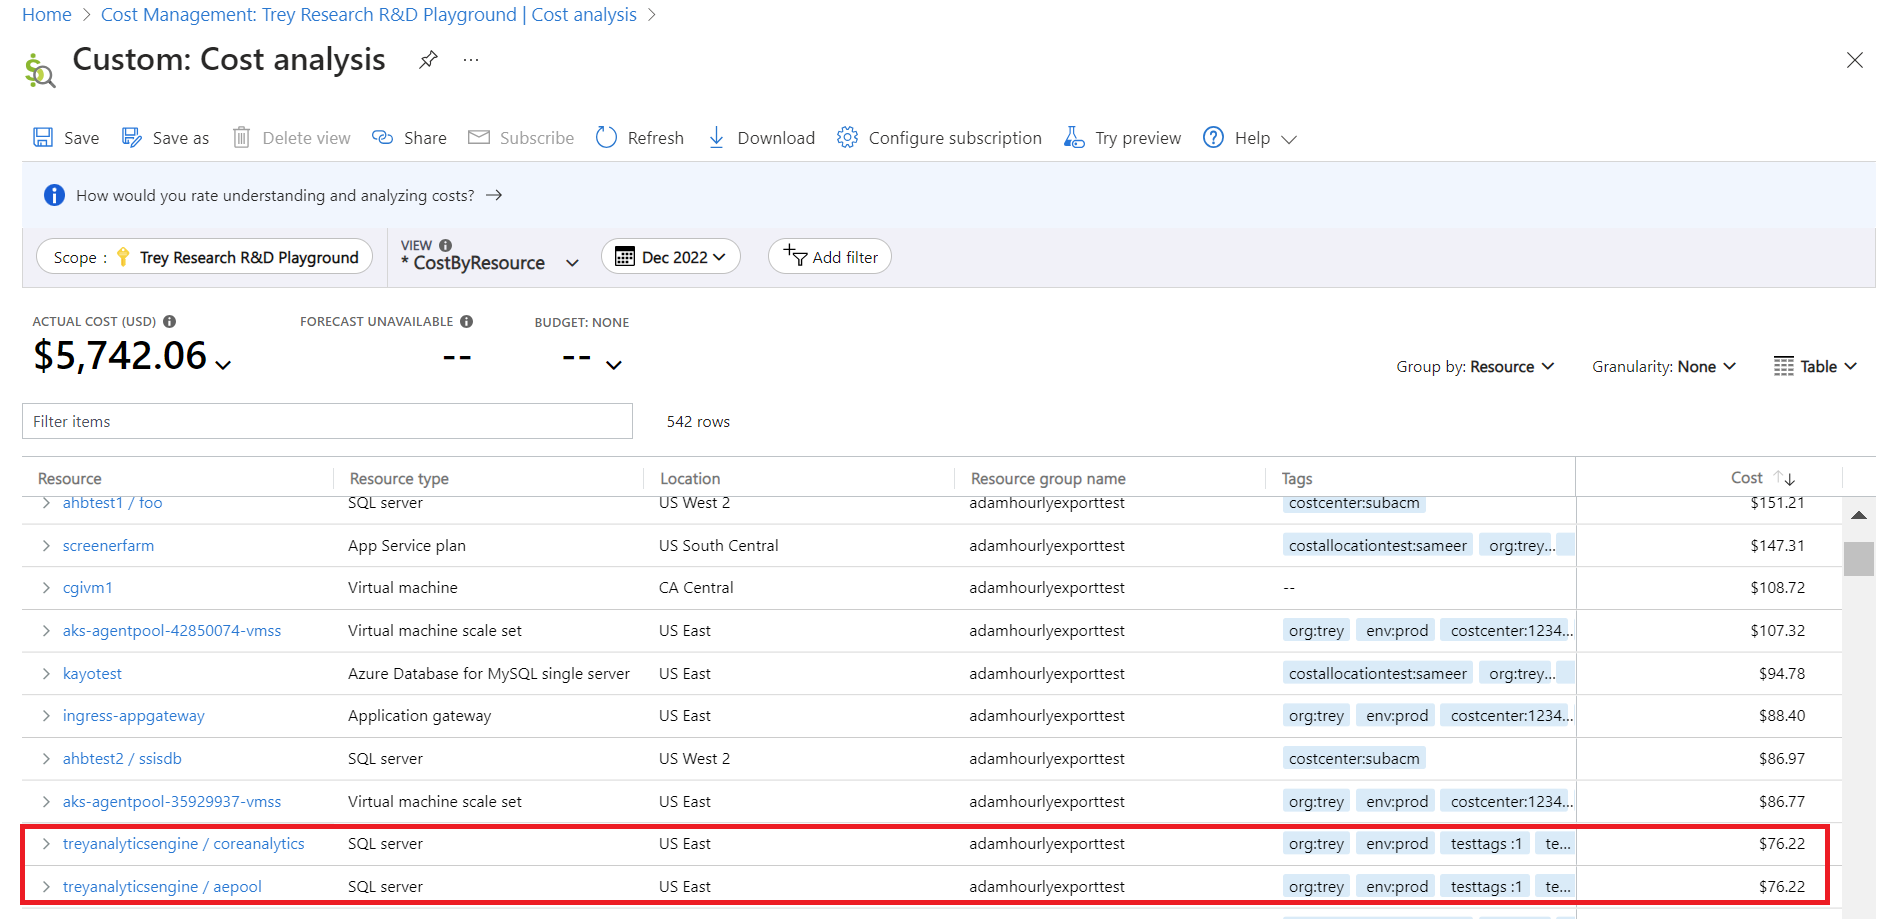 Home > Cost Management: Trey Research R&D Playground | Cost analysis >
Custom: Cost analysis
Save Save as Delete view Share Subscribe Refresh Download Configure subscription Try preview Help
How would you rate understanding and analyzing costs? →
Scope : Trey Research R&D Playground
VIEW
* CostByResource
Dec 2022
Add filter
ACTUAL COST (USD)
$5,742.06
FORECAST UNAVAILABLE
--
BUDGET: NONE
--
Group by: Resource Granularity: None Table
Filter items 542 rows
Resource Resource type Location Resource group name Tags Cost ↑↓
ahbtest1 / foo SQL server US West 2 adamhourlyexporttest costcenter:subacm $151.21
screenerfarm App Service plan US South Central adamhourlyexporttest costallocationtest:sameer org:trey... $147.31
cgivm1 Virtual machine CA Central adamhourlyexporttest -- $108.72
aks-agentpool-42850074-vmss Virtual machine scale set US East adamhourlyexporttest org:trey env:prod costcenter:1234... $107.32
kayotest Azure Database for MySQL single server US East adamhourlyexporttest costallocationtest:sameer org:trey... $94.78
ingress-appgateway Application gateway US East adamhourlyexporttest org:trey env:prod costcenter:1234... $88.40
ahbtest2 / ssisdb SQL server US West 2 adamhourlyexporttest costcenter:subacm $86.97
aks-agentpool-35929937-vmss Virtual machine scale set US East adamhourlyexporttest org:trey env:prod costcenter:1234... $86.77
treyanalyticsengine / coreanalytics SQL server US East adamhourlyexporttest org:trey env:prod testtags :1 te... $76.22
treyanalyticsengine / aepool SQL server US East adamhourlyexporttest org:trey env:prod testtags :1 te... $76.22